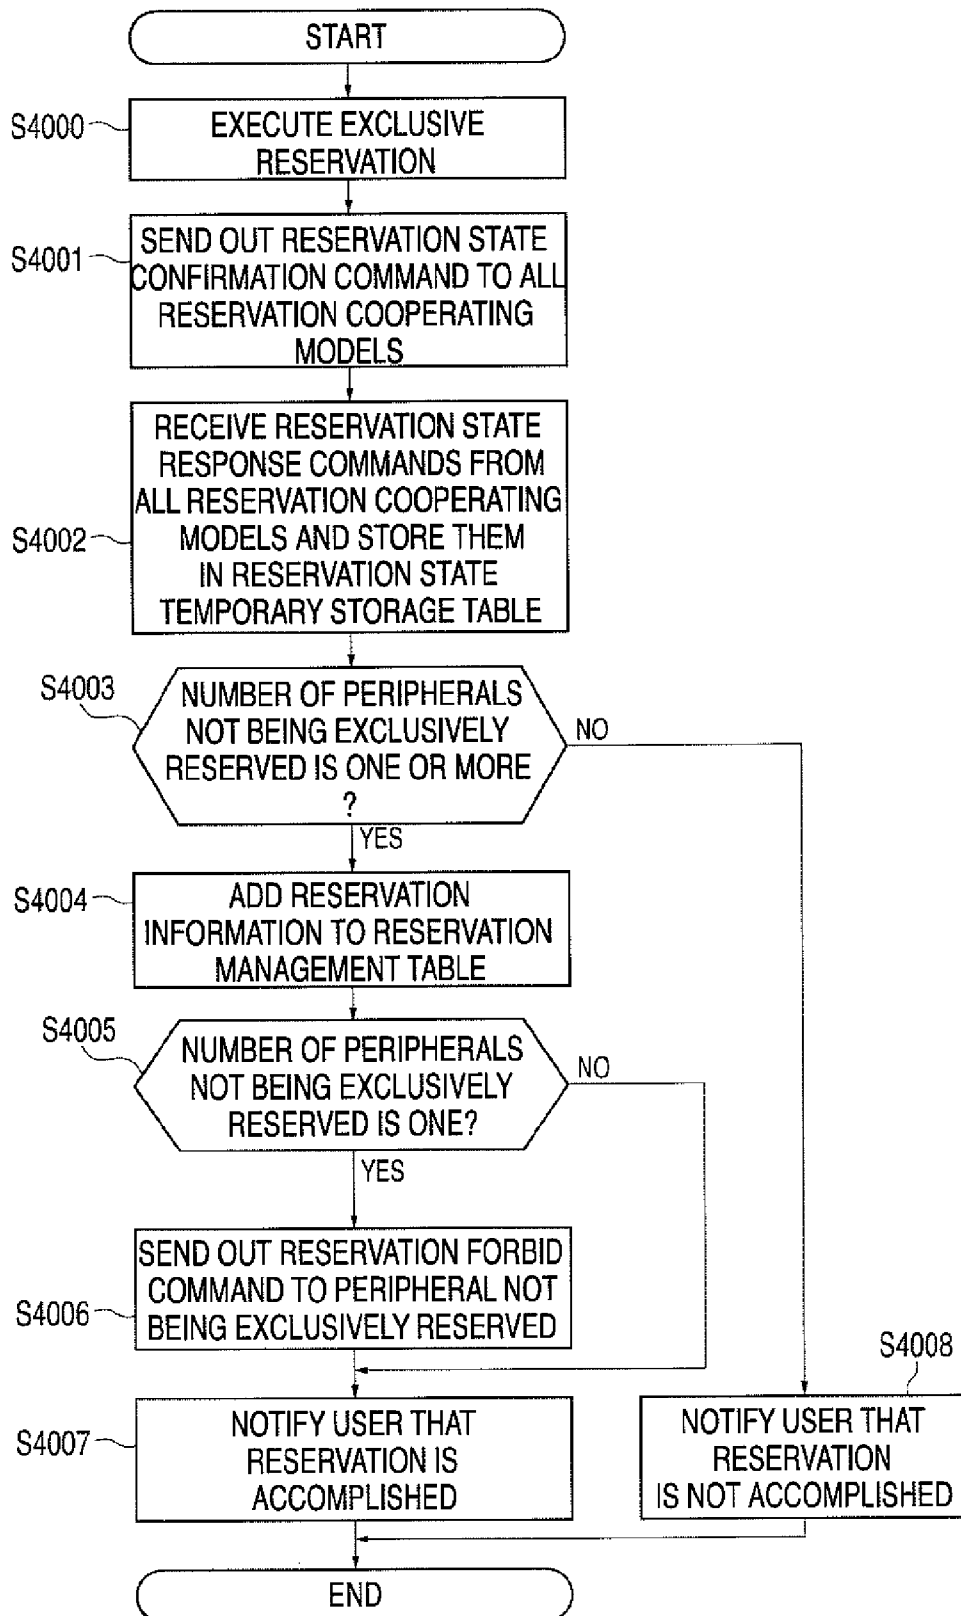 START
S4000
EXECUTE EXCLUSIVE
RESERVATION
S4001
SEND OUT RESERVATION STATE
CONFIRMATION COMMAND TO ALL
RESERVATION COOPERATING
MODELS
S4002
RECEIVE RESERVATION STATE
RESPONSE COMMANDS FROM
ALL RESERVATION COOPERATING
MODELS AND STORE THEM
IN RESERVATION STATE
TEMPORARY STORAGE TABLE
S4003
NUMBER OF PERIPHERALS
NOT BEING EXCLUSIVELY
RESERVED IS ONE OR MORE
?
NO
YES
S4004
ADD RESERVATION
INFORMATION TO RESERVATION
MANAGEMENT TABLE
S4005
NUMBER OF PERIPHERALS
NOT BEING EXCLUSIVELY
RESERVED IS ONE?
NO
YES
S4006
SEND OUT RESERVATION FORBID
COMMAND TO PERIPHERAL NOT
BEING EXCLUSIVELY RESERVED
S4007
NOTIFY USER THAT
RESERVATION IS
ACCOMPLISHED
S4008
NOTIFY USER THAT
RESERVATION
IS NOT ACCOMPLISHED
END